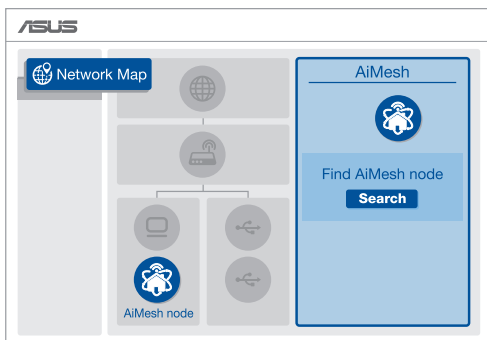 ASUS
Network Map
AiMesh
Find AiMesh node
Search
AiMesh node